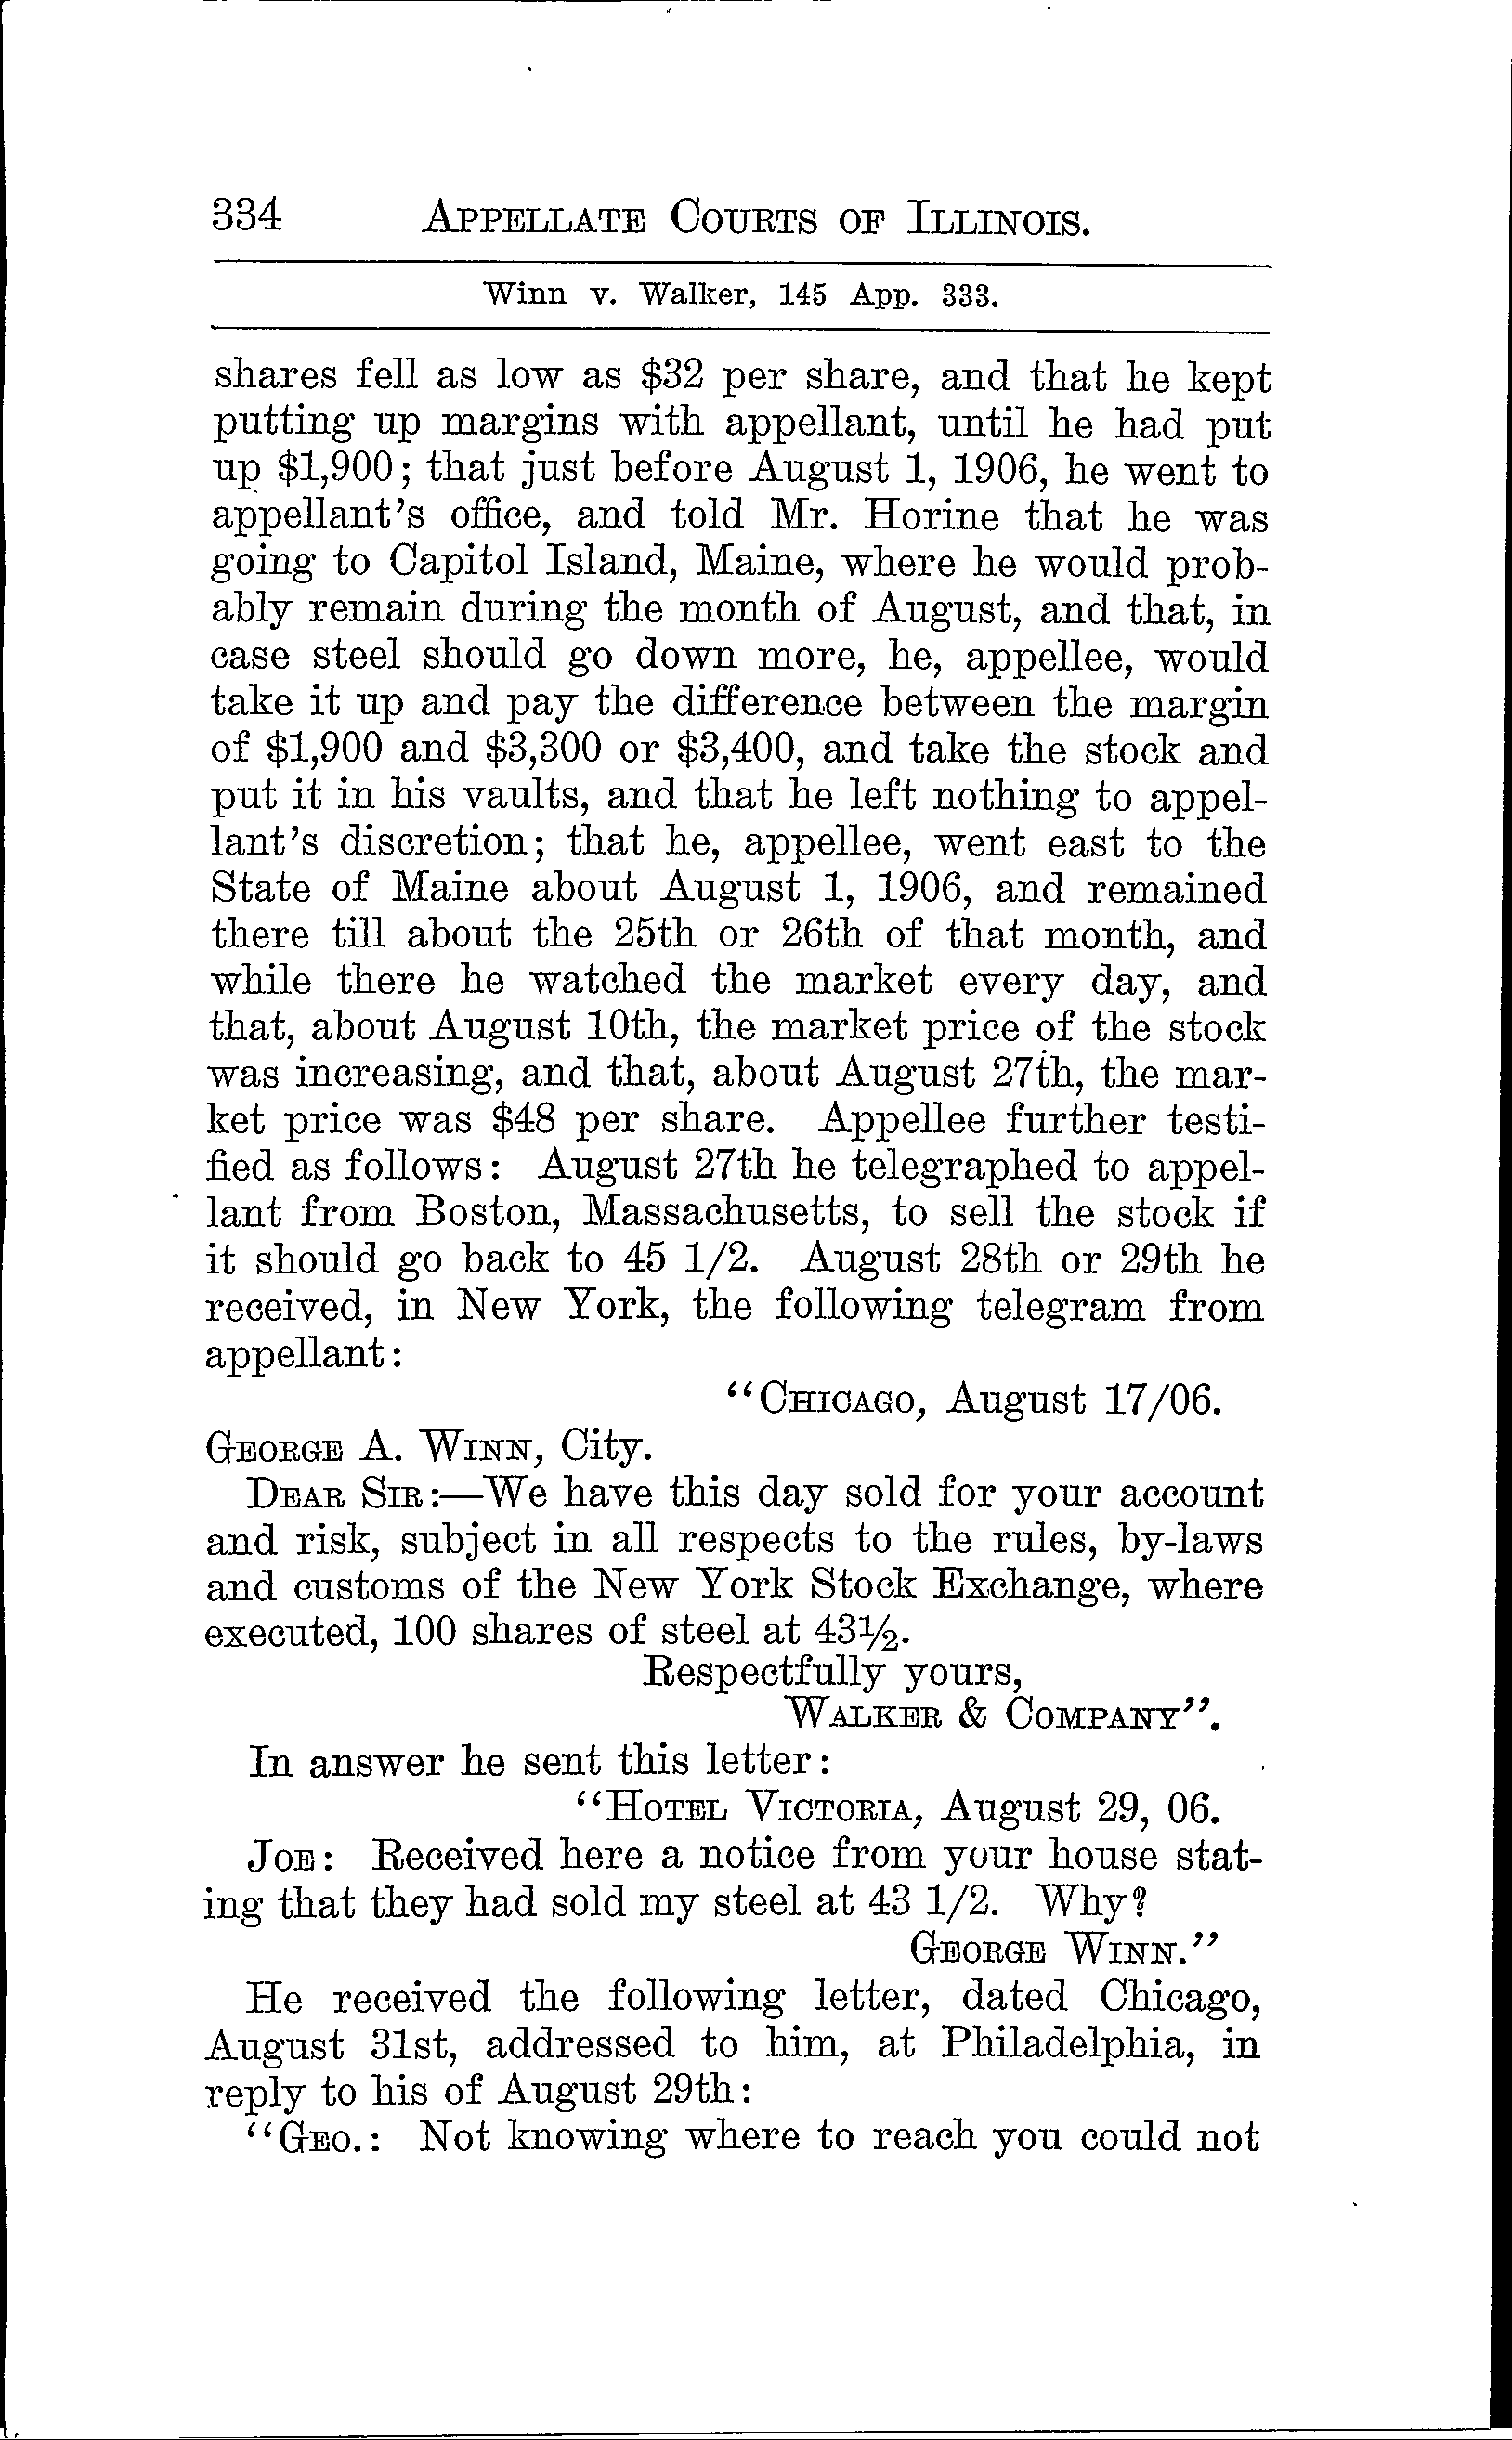 334 APPELLATE COURTS OF ILLINOIS.
Winn v. Walker, 145 App. 333.
shares fell as low as $32 per share, and that he kept
putting up margins with appellant, until he had put
up $1,900; that just before August 1, 1906, he went to
appellant's office, and told Mr. Horine that he was
going to Capitol Island, Maine, where he would prob-
ably remain during the month of August, and that, in
case steel should go down more, he, appellee, would
take it up and pay the difference between the margin
of $1,900 and $3,300 or $3,400, and take the stock and
put it in his vaults, and that he left nothing to appel-
lant's discretion; that he, appellee, went east to the
State of Maine about August 1, 1906, and remained
there till about the 25th or 26th of that month, and
while there he watched the market every day, and
that, about August 10th, the market price of the stock
was increasing, and that, about August 27th, the mar-
ket price was $48 per share. Appellee further testi-
fied as follows: August 27th he telegraphed to appel-
lant from Boston, Massachusetts, to sell the stock if
it should go back to 45 1/2. August 28th or 29th he
received, in New York, the following telegram from
appellant:
"CHICAGO, August 17/06.
GEORGE A. WINN, City.
DEAR SIR:—We have this day sold for your account
and risk, subject in all respects to the rules, by-laws
and customs of the New York Stock Exchange, where
executed, 100 shares of steel at 43½.
Respectfully yours,
WALKER & COMPANY".
In answer he sent this letter:
"HOTEL VICTORIA, August 29, 06.
JOE: Received here a notice from your house stat-
ing that they had sold my steel at 43 1/2. Why?
GEORGE WINN."
He received the following letter, dated Chicago,
August 31st, addressed to him, at Philadelphia, in
reply to his of August 29th:
"GEO.: Not knowing where to reach you could not